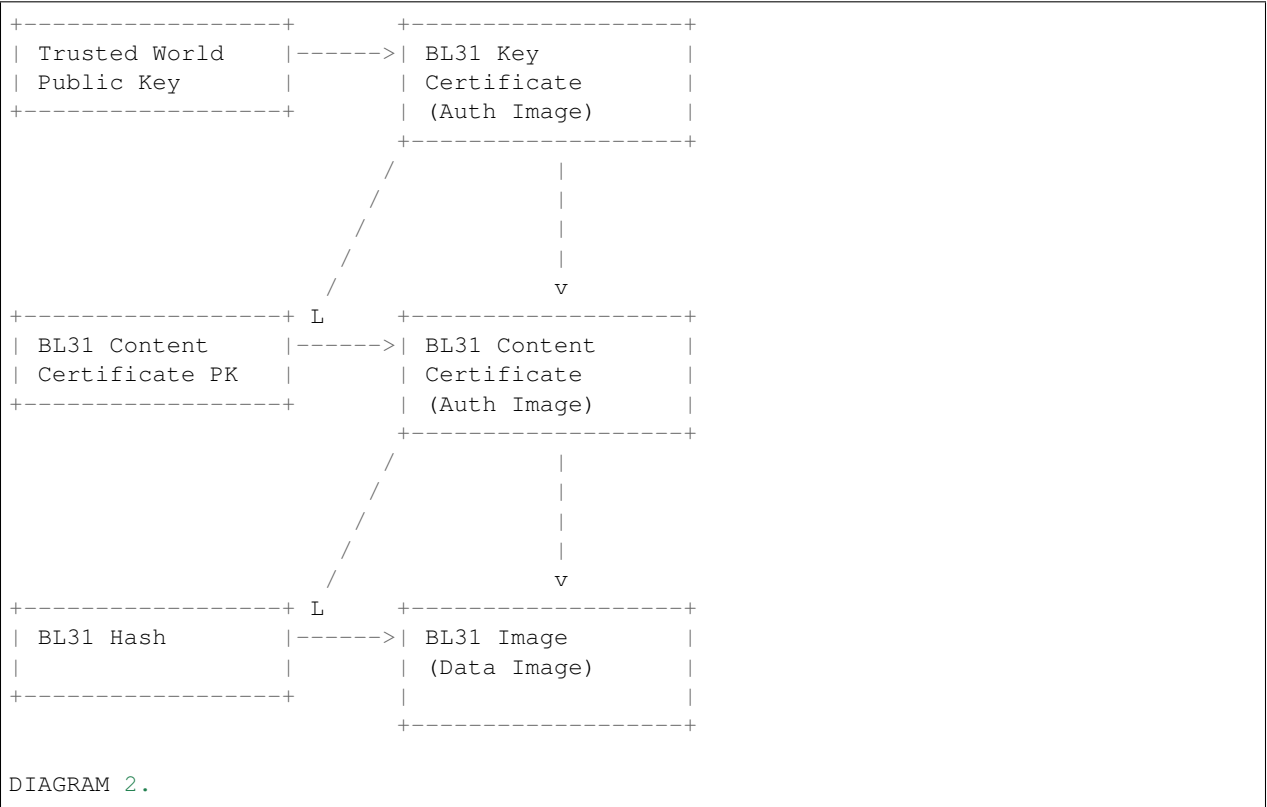 +------------------+       +-------------------+
| Trusted World    |------>| BL31 Key          |
| Public Key       |       | Certificate       |
+------------------+       | (Auth Image)      |
                           +-------------------+
                          /           |
                         /            |
                        /             |
                       /              |
                      /               v
+------------------+ L     +-------------------+
| BL31 Content     |------>| BL31 Content      |
| Certificate PK   |       | Certificate       |
+------------------+       | (Auth Image)      |
                           +-------------------+
                          /           |
                         /            |
                        /             |
                       /              |
                      /               v
+------------------+ L     +-------------------+
| BL31 Hash        |------>| BL31 Image        |
|                  |       | (Data Image)      |
+------------------+       |                   |
                           +-------------------+
DIAGRAM 2.